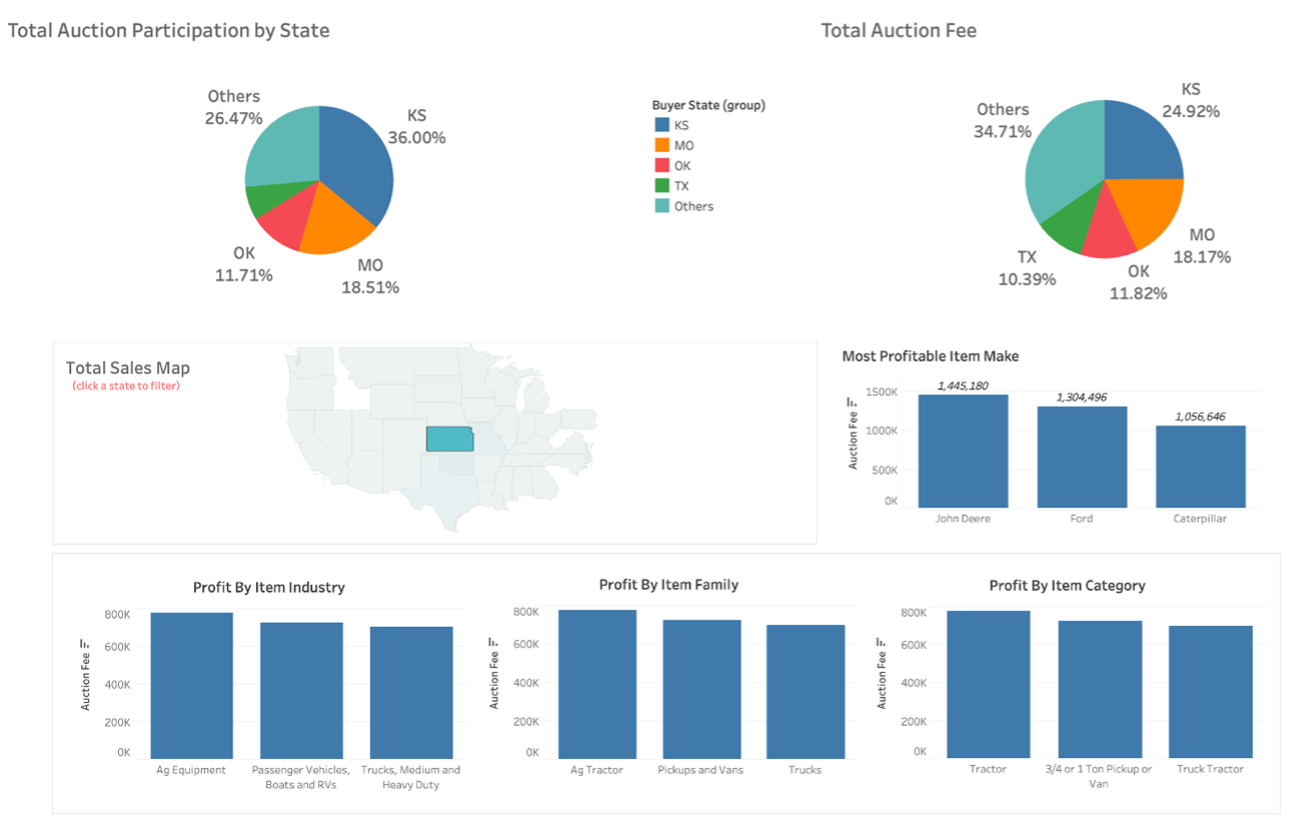 Total Auction Participation by State
Total Auction Fee
Others
26.47%
KS
36.00%
OK
11.71%
MO
18.51%
Buyer State (group)
KS
MO
OK
TX
Others
Others
34.71%
KS
24.92%
TX
10.39%
OK
11.82%
MO
18.17%
Total Sales Map
(click a state to filter)
Most Profitable Item Make
Auction Fee
1500K
1000K
500K
0K
1,445,180
1,304,496
1,056,646
John Deere
Ford
Caterpillar
Profit By Item Industry
Auction Fee
800K
600K
400K
200K
0K
Ag Equipment
Passenger Vehicles,
Boats and RVs
Trucks, Medium and
Heavy Duty
Profit By Item Family
Auction Fee
800K
600K
400K
200K
0K
Ag Tractor
Pickups and Vans
Trucks
Profit By Item Category
Auction Fee
800K
600K
400K
200K
0K
Tractor
3/4 or 1 Ton Pickup or
Van
Truck Tractor